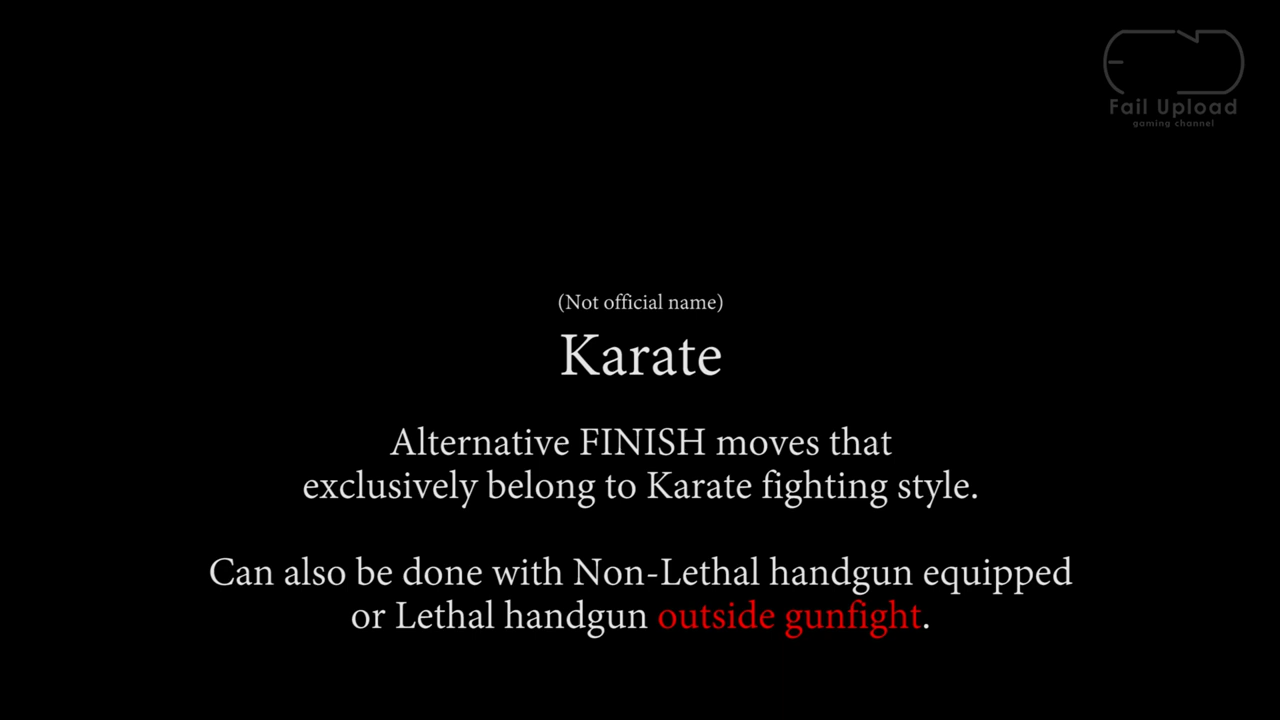 Fail Upload
gaming channel
(Not official name)
Karate
Alternative FINISH moves that
exclusively belong to Karate fighting style.
Can also be done with Non-Lethal handgun equipped
or Lethal handgun outside gunfight.